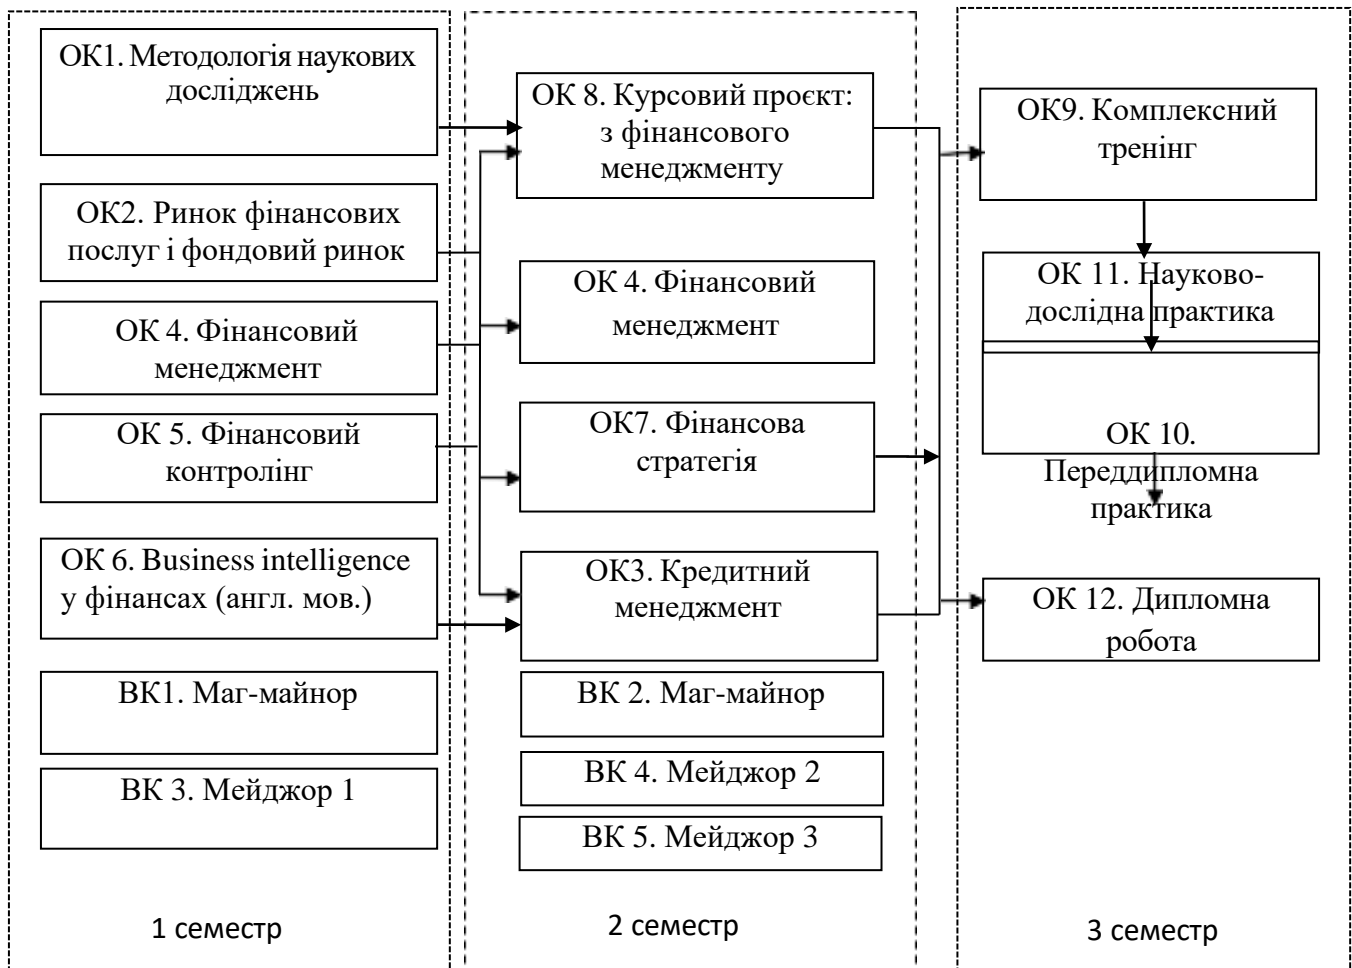 ОК1. Методологія наукових
досліджень
ОК2. Ринок фінансових
послуг і фондовий ринок
ОК 4. Фінансовий
менеджмент
ОК 5. Фінансовий
контролінг
ОК 6. Business intelligence
у фінансах (англ. мов.)
ВК1. Маг-майнор
ВК 3. Мейджор 1
1 семестр
ОК 8. Курсовий проєкт:
з фінансового
менеджменту
ОК 4. Фінансовий
менеджмент
ОК7. Фінансова
стратегія
ОК3. Кредитний
менеджмент
ВК 2. Маг-майнор
ВК 4. Мейджор 2
ВК 5. Мейджор 3
2 семестр
ОК9. Комплексний
тренінг
ОК 11. Науково-
дослідна практика
ОК 10.
Переддипломна
практика
ОК 12. Дипломна
робота
3 семестр